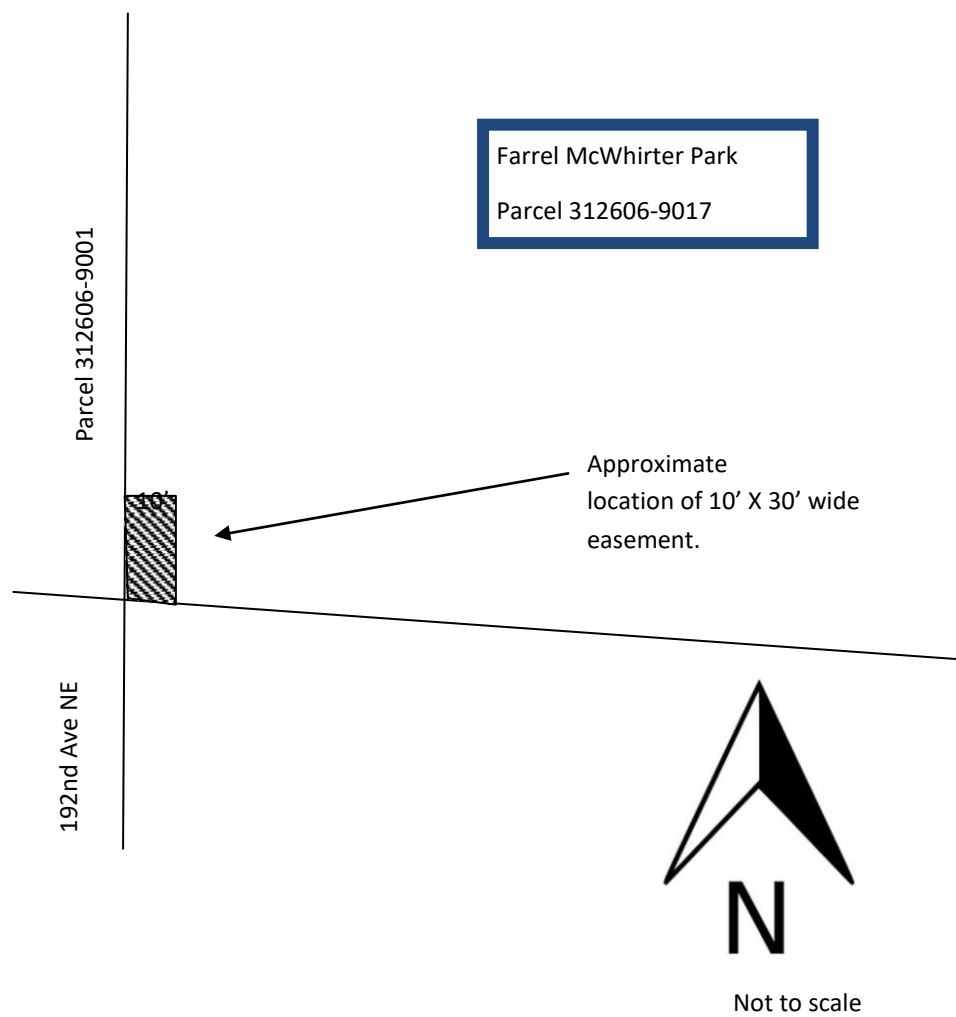 Farrel McWhirter Park
Parcel 312606-9017
Parcel 312606-9001
Approximate
location of 10’ X 30’ wide
easement.
10’
192nd Ave NE
N
Not to scale